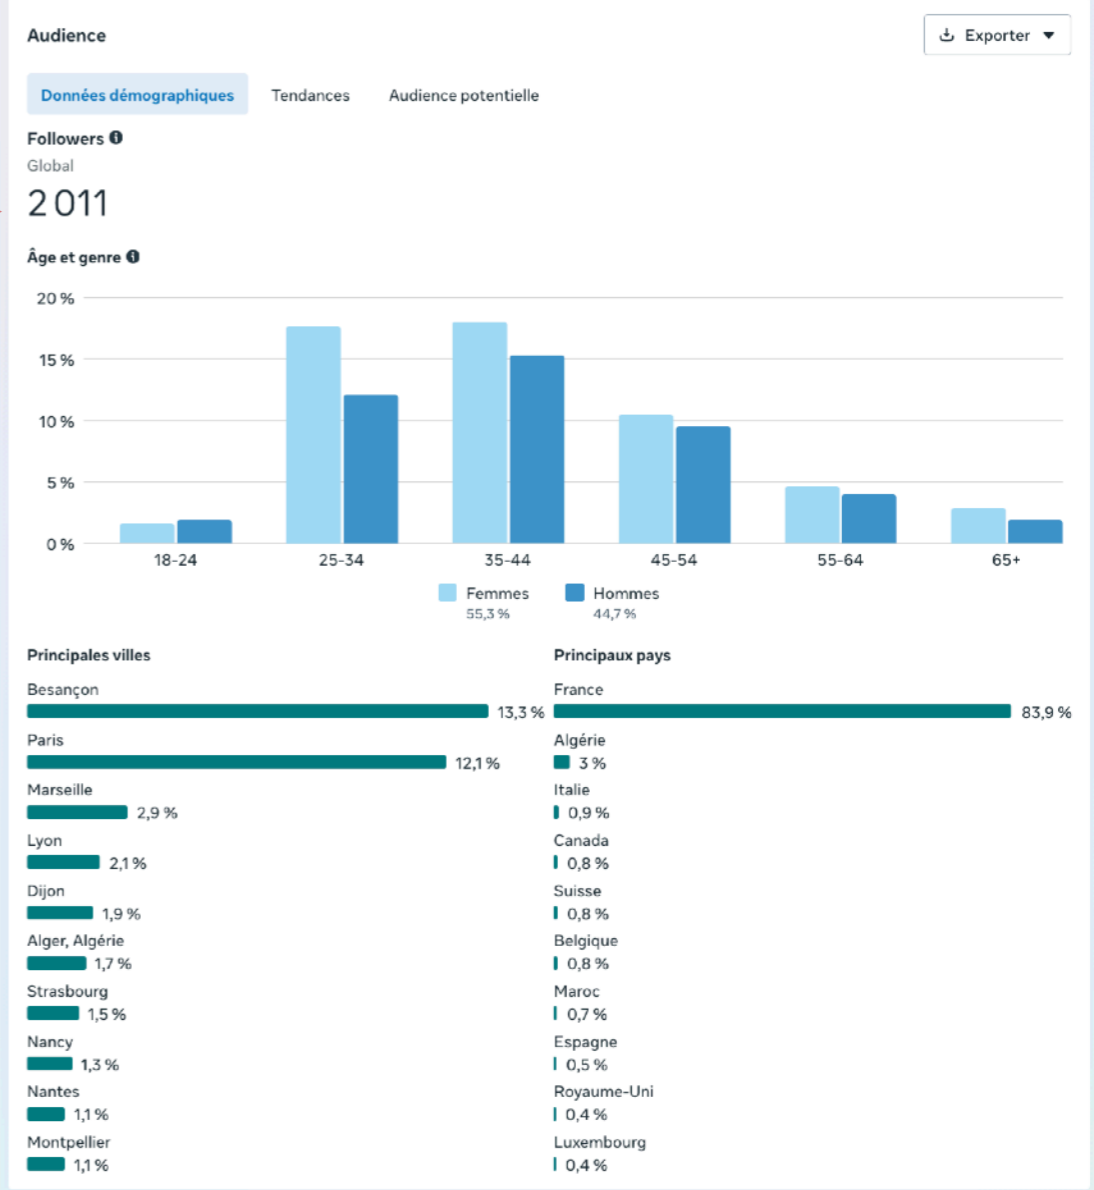 Audience
Exporter
Données démographiques Tendances Audience potentielle
Followers
Global
2 011
Âge et genre
20 %
15 %
10 %
5 %
0 %
18-24 25-34 35-44 45-54 55-64 65+
Femmes Hommes
55,3 % 44,7 %
Principales villes
Besançon
13,3 %
Paris
12,1 %
Marseille
2,9 %
Lyon
2,1 %
Dijon
1,9 %
Alger, Algérie
1,7 %
Strasbourg
1,5 %
Nancy
1,3 %
Nantes
1,1 %
Montpellier
1,1 %
Principaux pays
France
83,9 %
Algérie
3 %
Italie
0,9 %
Canada
0,8 %
Suisse
0,8 %
Belgique
0,8 %
Maroc
0,7 %
Espagne
0,5 %
Royaume-Uni
0,4 %
Luxembourg
0,4 %